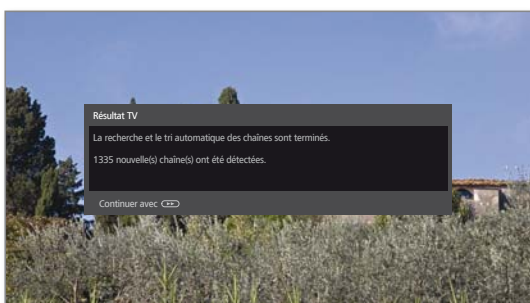 Résultat TV
La recherche et le tri automatique des chaînes sont terminés.
1335 nouvelle(s) chaîne(s) ont été détectées.
Continuer avec